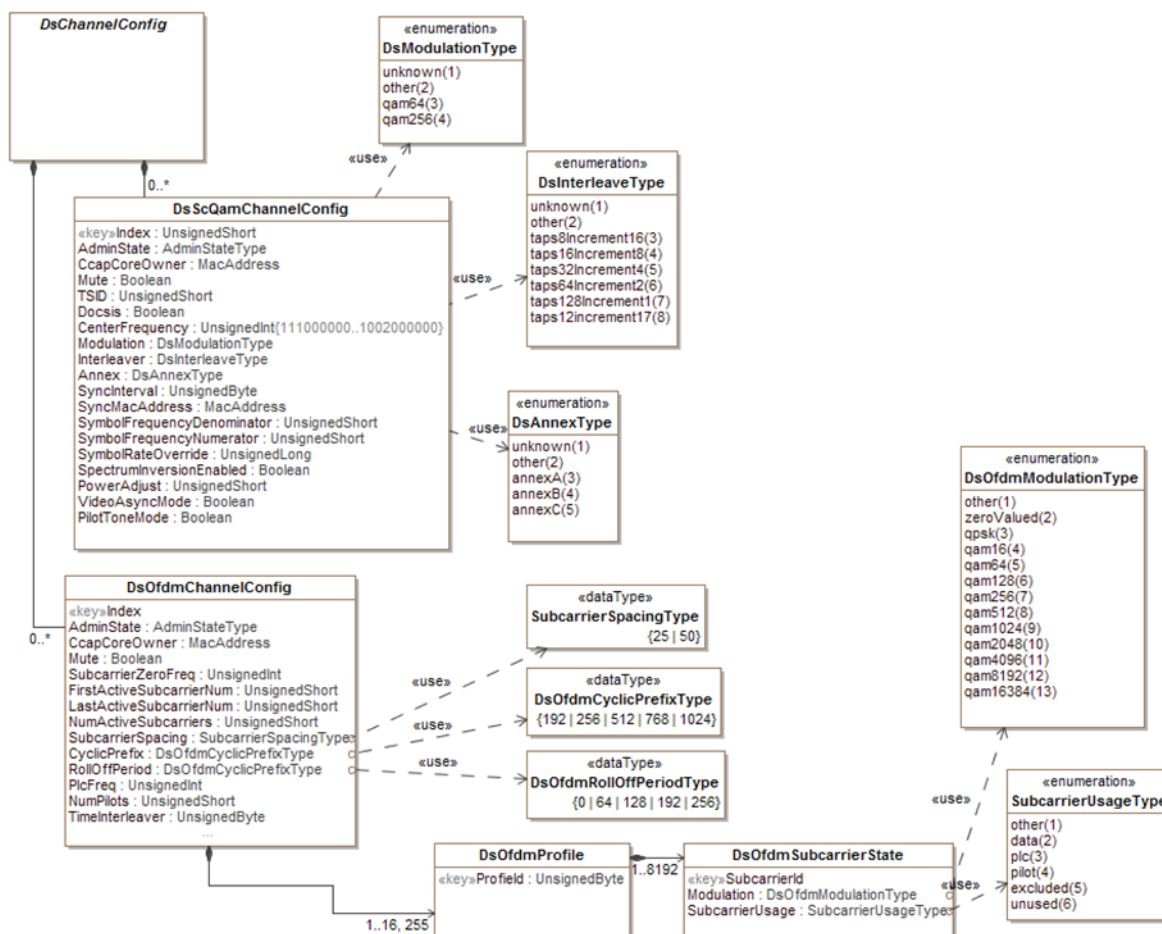 DsChannelConfig
«enumeration»
DsModulationType
unknown(1)
other(2)
qam64(3)
qam256(4)
«use»
0..*
«enumeration»
DsInterleaveType
unknown(1)
other(2)
taps8Increment16(3)
taps16Increment8(4)
taps32Increment4(5)
taps64Increment2(6)
taps128Increment1(7)
taps12increment17(8)
«use»
DsScQamChannelConfig
«key»Index : UnsignedShort
AdminState : AdminStateType
CcapCoreOwner : MacAddress
Mute : Boolean
TSID : UnsignedShort
Docsis : Boolean
CenterFrequency : UnsignedInt{111000000..1002000000}
Modulation : DsModulationType
Interleaver : DsInterleaveType
Annex : DsAnnexType
SyncInterval : UnsignedByte
SyncMacAddress : MacAddress
SymbolFrequencyDenominator : UnsignedShort
SymbolFrequencyNumerator : UnsignedShort
SymbolRateOverride : UnsignedLong
SpectrumInversionEnabled : Boolean
PowerAdjust : UnsignedShort
VideoAsyncMode : Boolean
PilotToneMode : Boolean
«use»
«enumeration»
DsAnnexType
unknown(1)
other(2)
annexA(3)
annexB(4)
annexC(5)
«enumeration»
DsOfdmModulationType
other(1)
zeroValued(2)
qpsk(3)
qam16(4)
qam64(5)
qam128(6)
qam256(7)
qam512(8)
qam1024(9)
qam2048(10)
qam4096(11)
qam8192(12)
qam16384(13)
0..*
DsOfdmChannelConfig
«key»Index
AdminState : AdminStateType
CcapCoreOwner : MacAddress
Mute : Boolean
SubcarrierZeroFreq : UnsignedInt
FirstActiveSubcarrierNum : UnsignedShort
LastActiveSubcarrierNum : UnsignedShort
NumActiveSubcarriers : UnsignedShort
SubcarrierSpacing : SubcarrierSpacingType
CyclicPrefix : DsOfdmCyclicPrefixType
RollOffPeriod : DsOfdmCyclicPrefixType
PlcFreq : UnsignedInt
NumPilots : UnsignedShort
TimeInterleaver : UnsignedByte
...
«use»
«dataType»
SubcarrierSpacingType
{25 | 50}
«use»
«dataType»
DsOfdmCyclicPrefixType
{192 | 256 | 512 | 768 | 1024}
«use»
«dataType»
DsOfdmRollOffPeriodType
{0 | 64 | 128 | 192 | 256}
«use»
«enumeration»
SubcarrierUsageType
other(1)
data(2)
plc(3)
pilot(4)
excluded(5)
unused(6)
1..16, 255
DsOfdmProfile
«key»ProfieId : UnsignedByte
1..8192
DsOfdmSubcarrierState
«key»SubcarrierId
Modulation : DsOfdmModulationType
SubcarrierUsage : SubcarrierUsageType
«use»